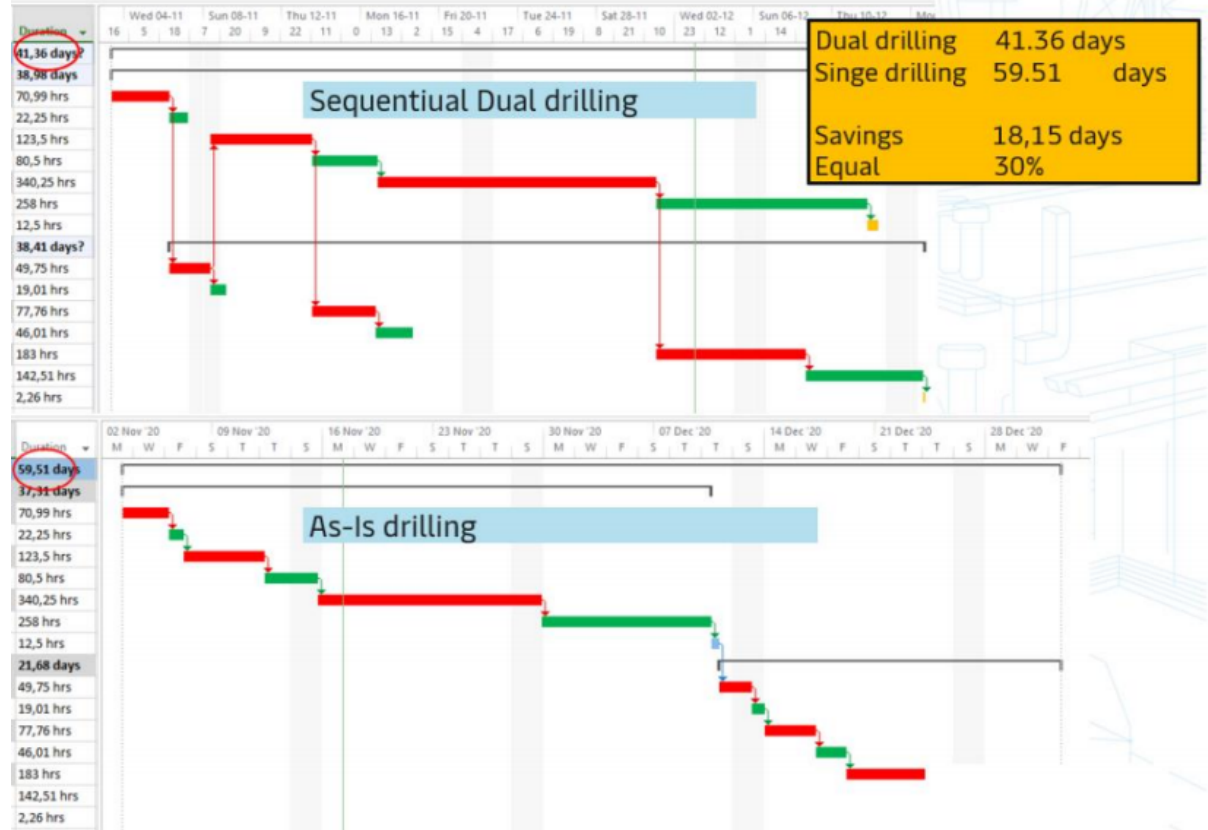 Wed 04-11 Sun 08-11 Thu 12-11 Mon 16-11 Fri 20-11 Tue 24-11 Sat 28-11 Wed 02-12 Sun 06-12 Thu 10-12
Duration 16 5 18 7 20 9 22 11 0 13 2 15 4 17 6 19 8 21 10 23 12 1 14
41,36 days?
38,98 days
70,99 hrs
22,25 hrs
123,5 hrs
80,5 hrs
340,25 hrs
258 hrs
12,5 hrs
38,41 days?
49,75 hrs
19,01 hrs
77,76 hrs
46,01 hrs
183 hrs
142,51 hrs
2,26 hrs
Sequentiual Dual drilling
Dual drilling 41.36 days
Singe drilling 59.51 days
Savings 18,15 days
Equal 30%
02 Nov '20 09 Nov '20 16 Nov '20 23 Nov '20 30 Nov '20 07 Dec '20 14 Dec '20 21 Dec '20 28 Dec '20
Duration M W F S T T S M W F S T T S M W F S T T S M W F S T T S M W F
59,51 days
37,31 days
70,99 hrs
22,25 hrs
123,5 hrs
80,5 hrs
340,25 hrs
258 hrs
12,5 hrs
21,68 days
49,75 hrs
19,01 hrs
77,76 hrs
46,01 hrs
183 hrs
142,51 hrs
2,26 hrs
As-Is drilling